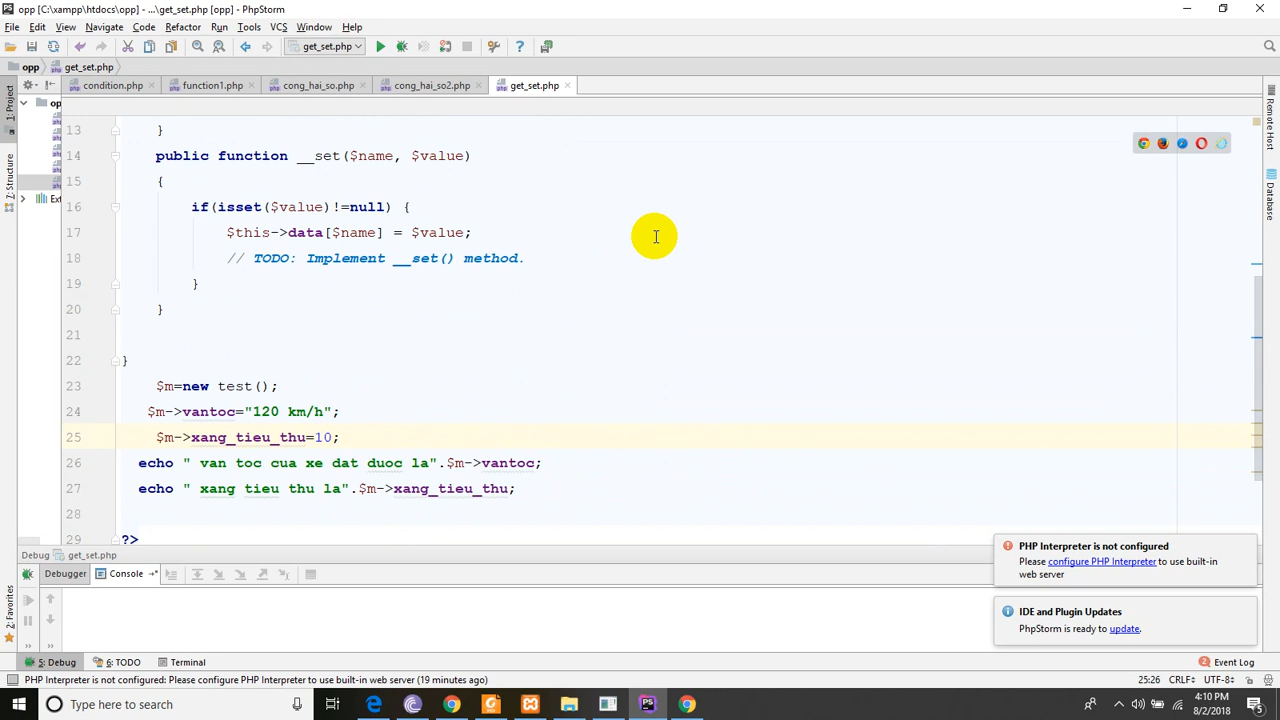 opp [C:\xampp\htdocs\opp] - ...\get_set.php [opp] - PhpStorm
File Edit View Navigate Code Refactor Run Tools VCS Window Help
get_set.php
opp get_set.php
condition.php function1.php cong_hai_so.php cong_hai_so2.php get_set.php
1: Project
7: Structure
2: Favorites
Remote Host
Database
op
Ext
13 }
14 public function __set($name, $value)
15 {
16 if(isset($value)!=null) {
17 $this->data[$name] = $value;
18 // TODO: Implement __set() method.
19 }
20 }
21
22 }
23 $m=new test();
24 $m->vantoc="120 km/h";
25 $m->xang_tieu_thu=10;
26 echo " van toc cua xe dat duoc la".$m->vantoc;
27 echo " xang tieu thu la".$m->xang_tieu_thu;
28
29 ?>
PHP Interpreter is not configured
Please configure PHP Interpreter to use built-in
web server
IDE and Plugin Updates
PhpStorm is ready to update.
Debug get_set.php
Debugger Console
5: Debug 6: TODO Terminal Event Log
PHP Interpreter is not configured: Please configure PHP Interpreter to use built-in web server (19 minutes ago) 25:26 CRLF UTF-8
Type here to search
4:10 PM
8/2/2018
5